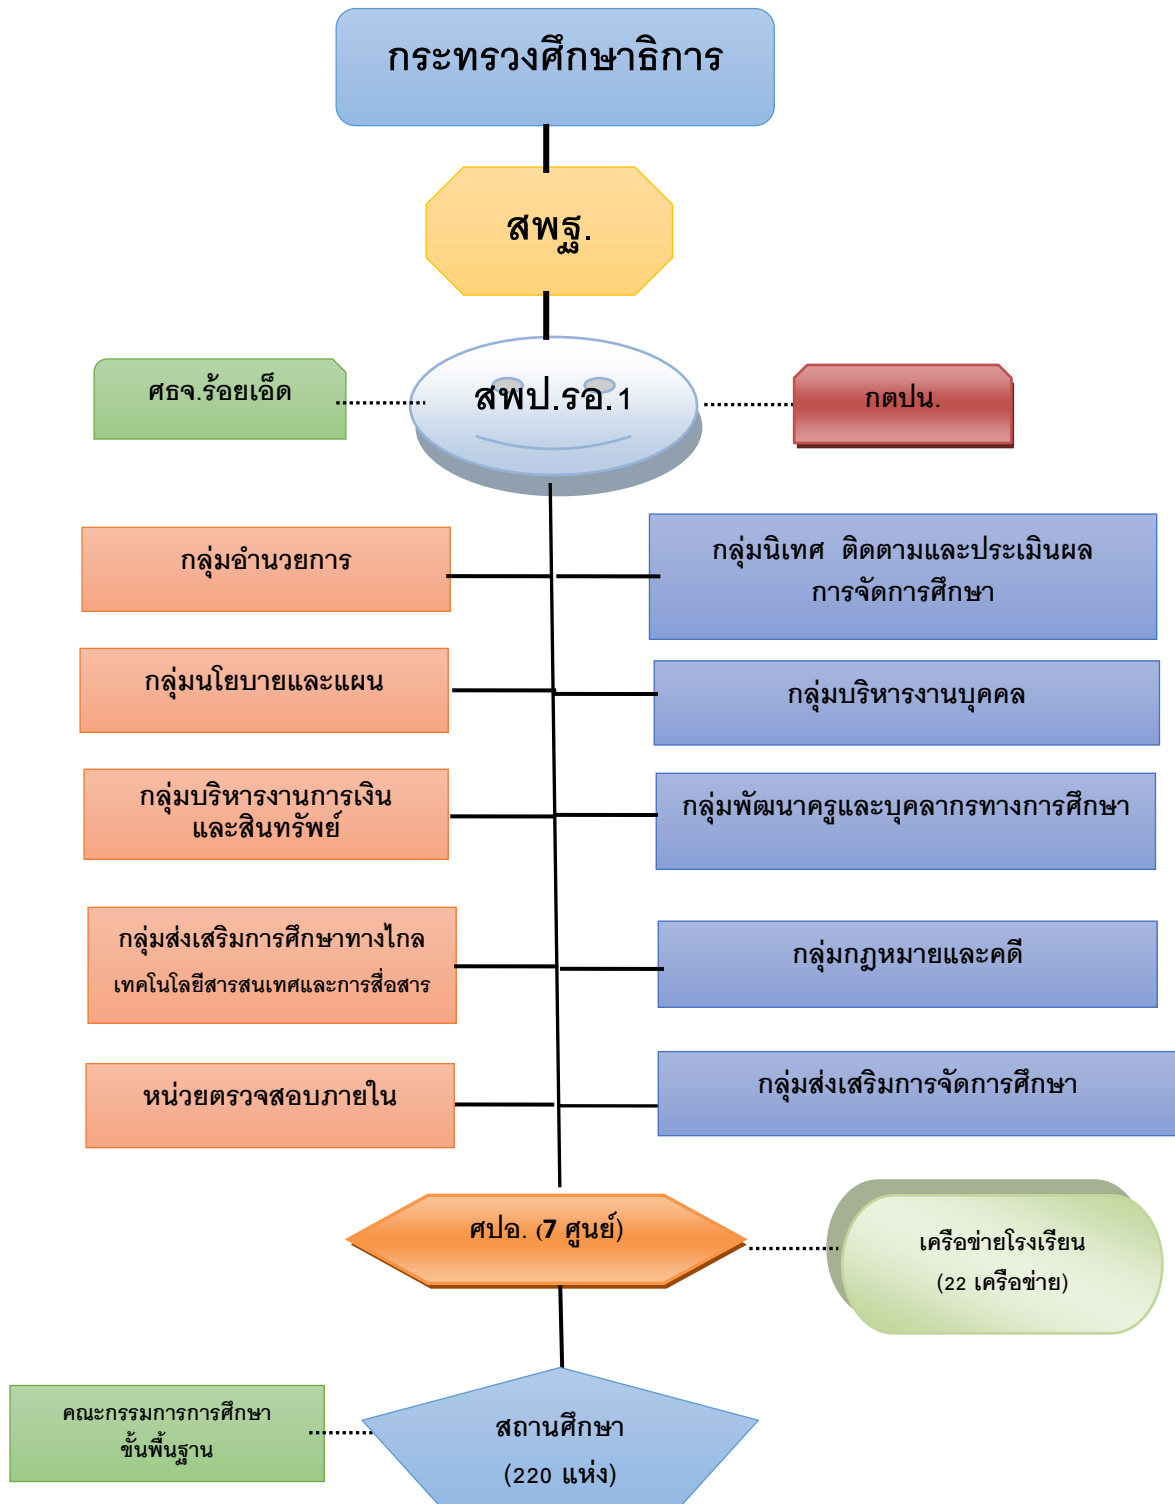 กระทรวงศึกษาธิการ
สพฐ.
ศธจ.ร้อยเอ็ด
สพป.รอ.1
กตปน.
กลุ่มอำนวยการ
กลุ่มนิเทศ ติดตามและประเมินผล
การจัดการศึกษา
กลุ่มนโยบายและแผน
กลุ่มบริหารงานบุคคล
กลุ่มบริหารงานการเงิน
และสินทรัพย์
กลุ่มพัฒนาครูและบุคลากรทางการศึกษา
กลุ่มส่งเสริมการศึกษาทางไกล
เทคโนโลยีสารสนเทศและการสื่อสาร
กลุ่มกฎหมายและคดี
หน่วยตรวจสอบภายใน
กลุ่มส่งเสริมการจัดการศึกษา
ศปอ. (7 ศูนย์)
เครือข่ายโรงเรียน
(22 เครือข่าย)
คณะกรรมการการศึกษา
ขั้นพื้นฐาน
สถานศึกษา
(220 แห่ง)